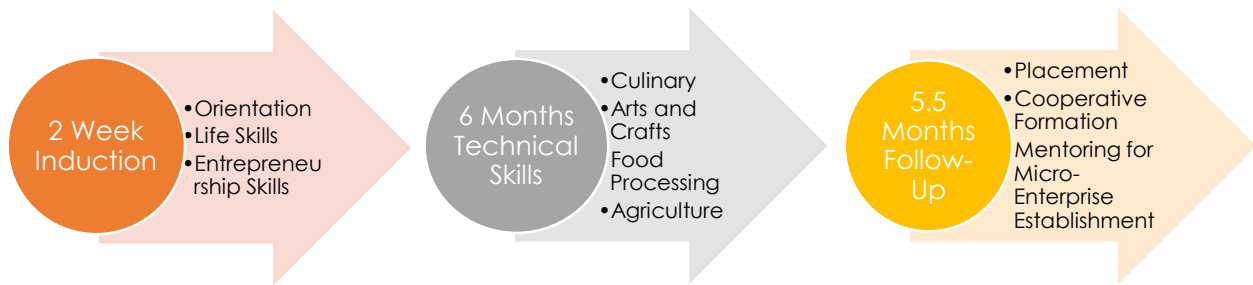 2 Week
Induction
•Orientation
•Life Skills
•Entrepreneu
rship Skills
6 Months
Technical
Skills
•Culinary
•Arts and
Crafts
Food
Processing
•Agriculture
5.5
Months
Follow-
Up
•Placement
•Cooperative
Formation
Mentoring for
Micro-
Enterprise
Establishment